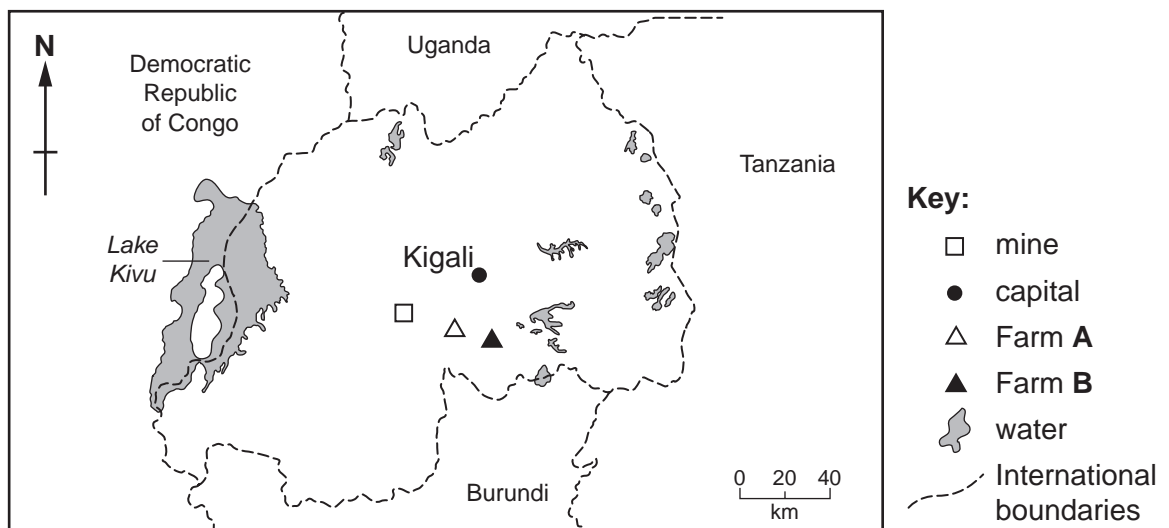 N
Democratic
Republic
of Congo
Uganda
Tanzania
Lake
Kivu
Kigali
Burundi
0 20 40
km
Key:
mine
capital
Farm A
Farm B
water
International
boundaries